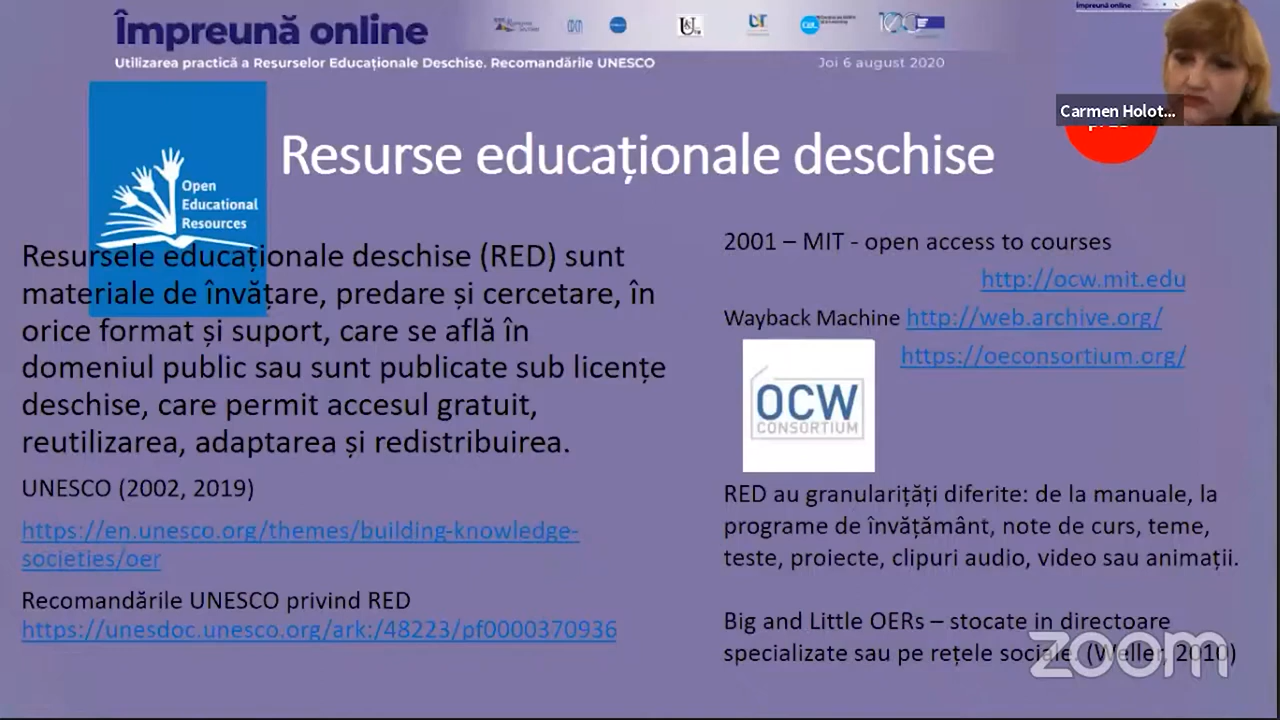 Împreună online
Utilizarea practică a Resurselor Educaționale Deschise. Recomandările UNESCO
Joi 6 august 2020
Carmen Holot...
Resurse educaționale deschise
Open
Educational
Resources
Resursele educaționale deschise (RED) sunt
materiale de învățare, predare și cercetare, în
orice format și suport, care se află în
domeniul public sau sunt publicate sub licențe
deschise, care permit accesul gratuit,
reutilizarea, adaptarea și redistribuirea.
UNESCO (2002, 2019)
https://en.unesco.org/themes/building-knowledge-
societies/oer
Recomandările UNESCO privind RED
https://unesdoc.unesco.org/ark:/48223/pf0000370936
2001 – MIT - open access to courses
http://ocw.mit.edu
Wayback Machine http://web.archive.org/
https://oeconsortium.org/
OCW
CONSORTIUM
RED au granularițăți diferite: de la manuale, la
programe de învățământ, note de curs, teme,
teste, proiecte, clipuri audio, video sau animații.
Big and Little OERs – stocate in directoare
specializate sau pe rețele sociale. (Weller, 2010)
zoom